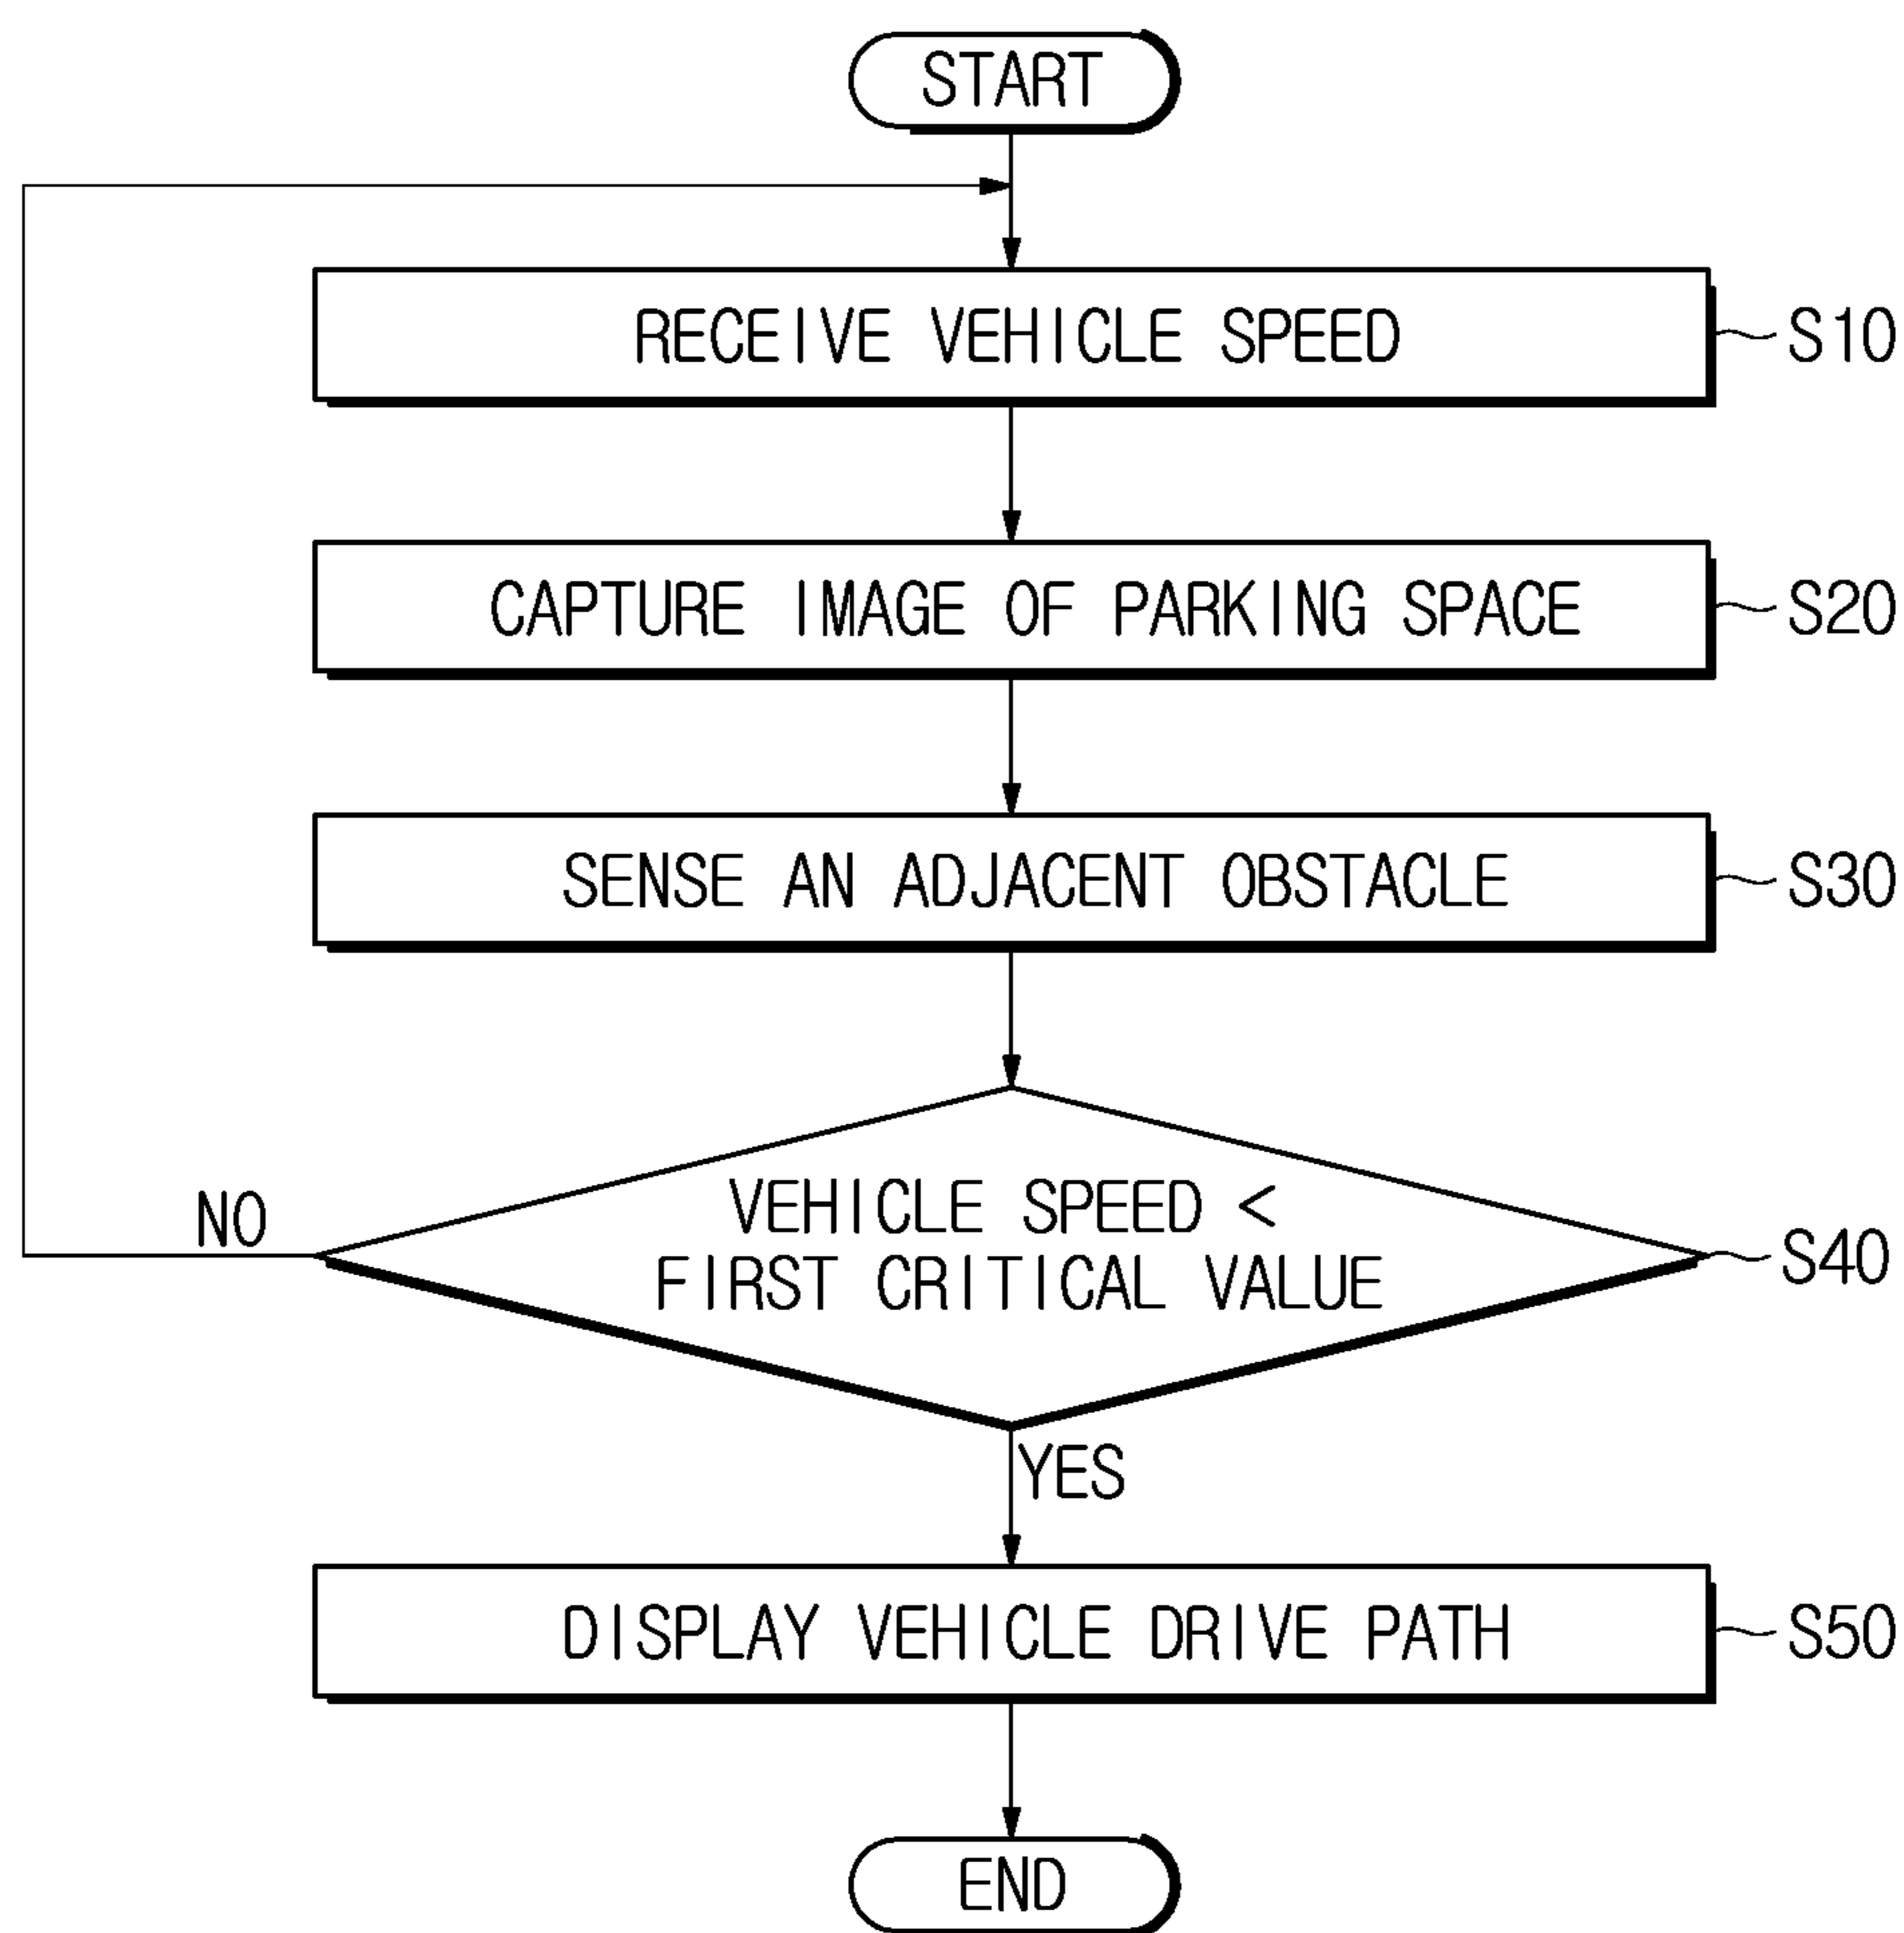 START
RECEIVE VEHICLE SPEED
S10
CAPTURE IMAGE OF PARKING SPACE
S20
SENSE AN ADJACENT OBSTACLE
S30
VEHICLE SPEED <
FIRST CRITICAL VALUE
NO
S40
YES
DISPLAY VEHICLE DRIVE PATH
S50
END